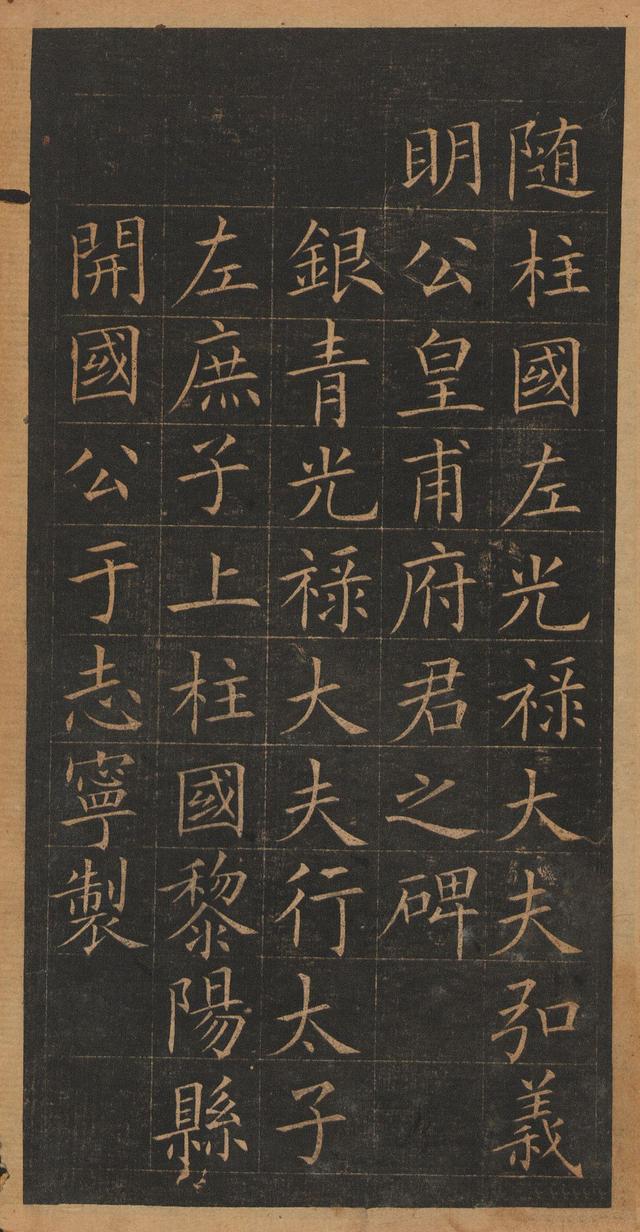 随柱國左光祿大夫弘義
明公皇甫府君之碑
銀青光祿大夫行太子
左庶子上柱國黎陽縣
開國公于志寧製